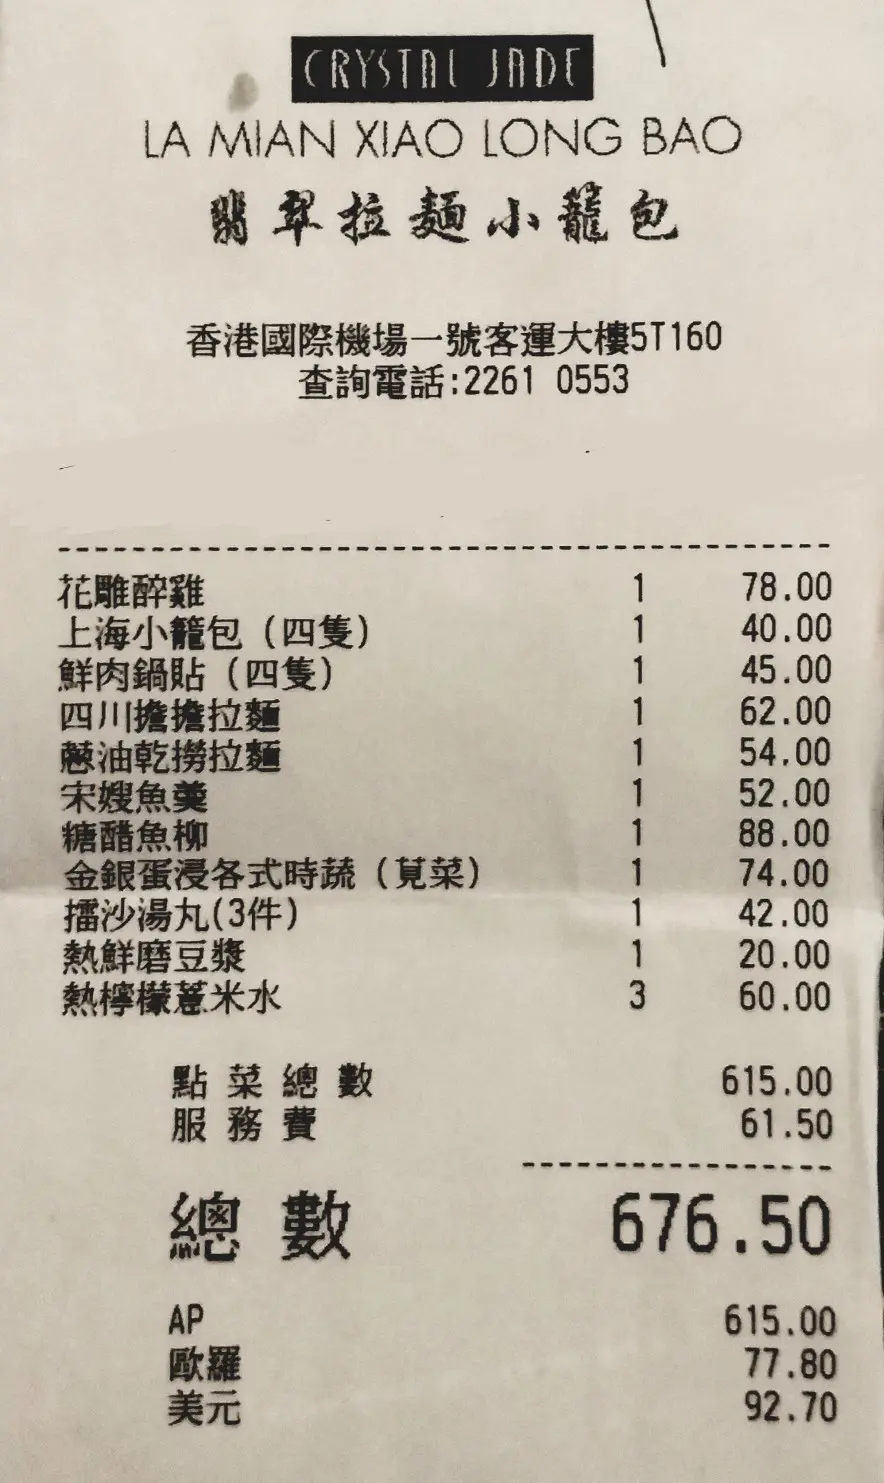 CRYSTAL JADE
LA MIAN XIAO LONG BAO
翡翠拉麵小籠包
香港國際機場一號客運大樓5T160
查詢電話:2261 0553
花雕醉雞 1 78.00
上海小籠包(四隻) 1 40.00
鮮肉鍋貼(四隻) 1 45.00
四川擔擔拉麵 1 62.00
蔥油乾撈拉麵 1 54.00
宋嫂魚羹 1 52.00
糖醋魚柳 1 88.00
金銀蛋浸各式時蔬(莧菜) 1 74.00
擂沙湯丸(3件) 1 42.00
熱鮮磨豆漿 1 20.00
熱檸檬薏米水 3 60.00
點菜總數 615.00
服務費 61.50
總數 676.50
AP 615.00
歐羅 77.80
美元 92.70